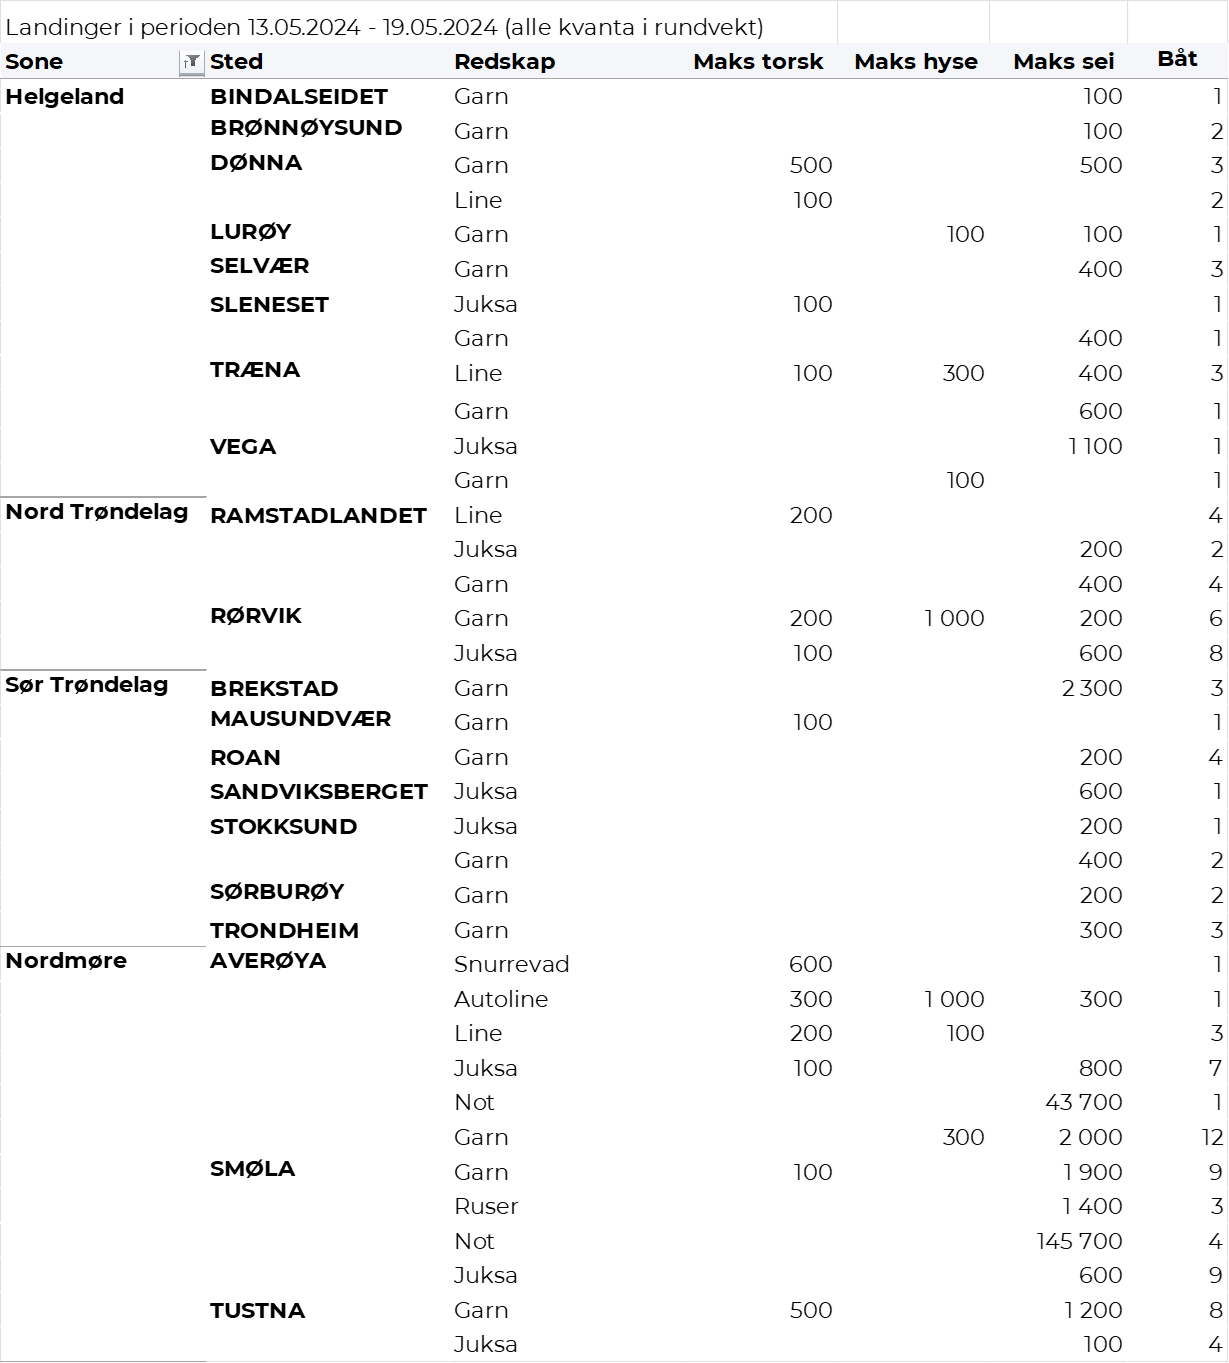 Landinger i perioden 13.05.2024 - 19.05.2024 (alle kvanta i rundvekt)
Sone Sted Redskap Maks torsk Maks hyse Maks sei Båt
Helgeland BINDALSEIDET Garn 100 1
BRØNNØYSUND Garn 100 2
DØNNA Garn 500 500 3
Line 100 2
LURØY Garn 100 100 1
SELVÆR Garn 400 3
SLENESET Juksa 100 1
Garn 400 1
TRÆNA Line 100 300 400 3
Garn 600 1
VEGA Juksa 1 100 1
Garn 100 1
Nord Trøndelag RAMSTADLANDET Line 200 4
Juksa 200 2
Garn 400 4
RØRVIK Garn 200 1 000 200 6
Juksa 100 600 8
Sør Trøndelag BREKSTAD Garn 2 300 3
MAUSUNDVÆR Garn 100 1
ROAN Garn 200 4
SANDVIKSBERGET Juksa 600 1
STOKKSUND Juksa 200 1
Garn 400 2
SØRBURØY Garn 200 2
TRONDHEIM Garn 300 3
Nordmøre AVERØYA Snurrevad 600 1
Autoline 300 1 000 300 1
Line 200 100 3
Juksa 100 800 7
Not 43 700 1
Garn 300 2 000 12
SMØLA Garn 100 1 900 9
Ruser 1 400 3
Not 145 700 4
Juksa 600 9
TUSTNA Garn 500 1 200 8
Juksa 100 4